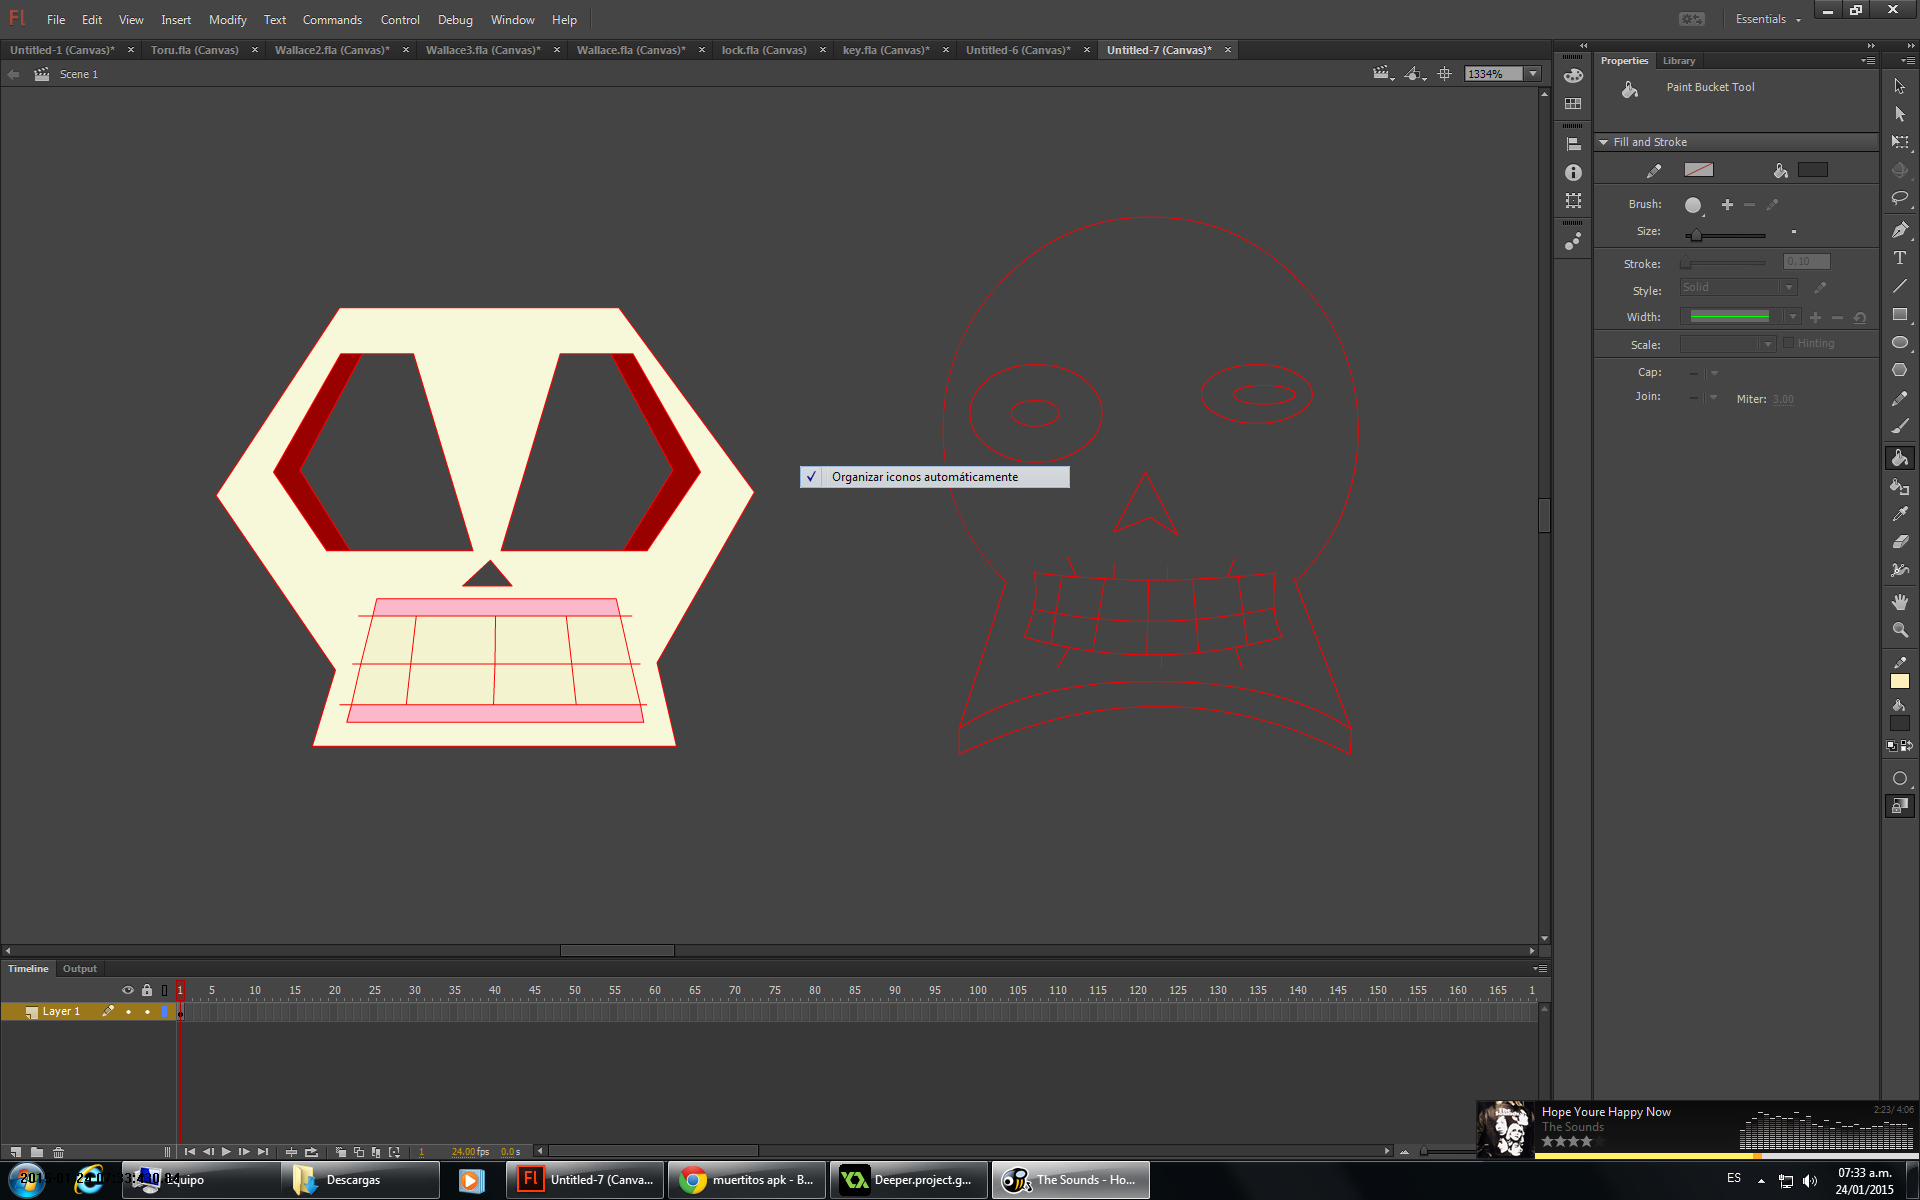 Fl File Edit View Insert Modify Text Commands Control Debug Window Help Essentials
Untitled-1 (Canvas)* Toru.fla (Canvas) Wallace2.fla (Canvas)* Wallace3.fla (Canvas)* Wallace.fla (Canvas)* lock.fla (Canvas) key.fla (Canvas)* Untitled-6 (Canvas)* Untitled-7 (Canvas)*
Scene 1 1334%
Properties Library
Paint Bucket Tool
Fill and Stroke
Brush:
Size:
Stroke: 0,10
Style: Solid
Width:
Scale: Hinting
Cap:
Join: Miter: 3,00
Organizar iconos automáticamente
Timeline Output
1 5 10 15 20 25 30 35 40 45 50 55 60 65 70 75 80 85 90 95 100 105 110 115 120 125 130 135 140 145 150 155 160 165 1
Layer 1
1 24.00 fps 0.0 s
Hope Youre Happy Now 2:23/ 4:06
The Sounds
Equipo Descargas Fl Untitled-7 (Canva... muertitos apk - B... Deeper.project.g... The Sounds - Ho... ES
07:33 a.m.
24/01/2015